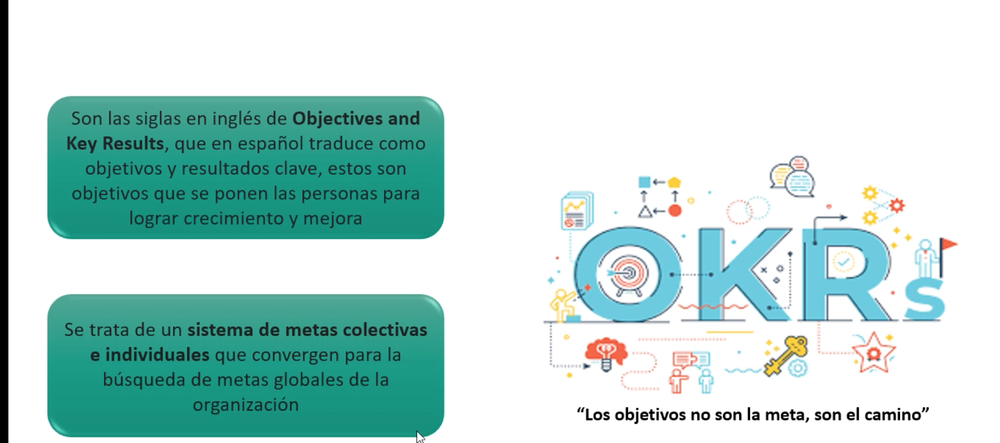 Son las siglas en inglés de Objectives and
Key Results, que en español traduce como
objetivos y resultados clave, estos son
objetivos que se ponen las personas para
lograr crecimiento y mejora
Se trata de un sistema de metas colectivas
e individuales que convergen para la
búsqueda de metas globales de la
organización
OKRs
“Los objetivos no son la meta, son el camino”